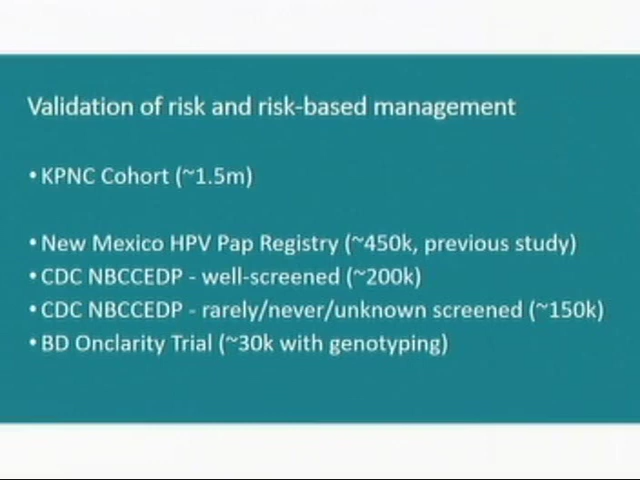 Validation of risk and risk-based management
• KPNC Cohort (~1.5m)
• New Mexico HPV Pap Registry (~450k, previous study)
• CDC NBCCEDP - well-screened (~200k)
• CDC NBCCEDP - rarely/never/unknown screened (~150k)
• BD Onclarity Trial (~30k with genotyping)